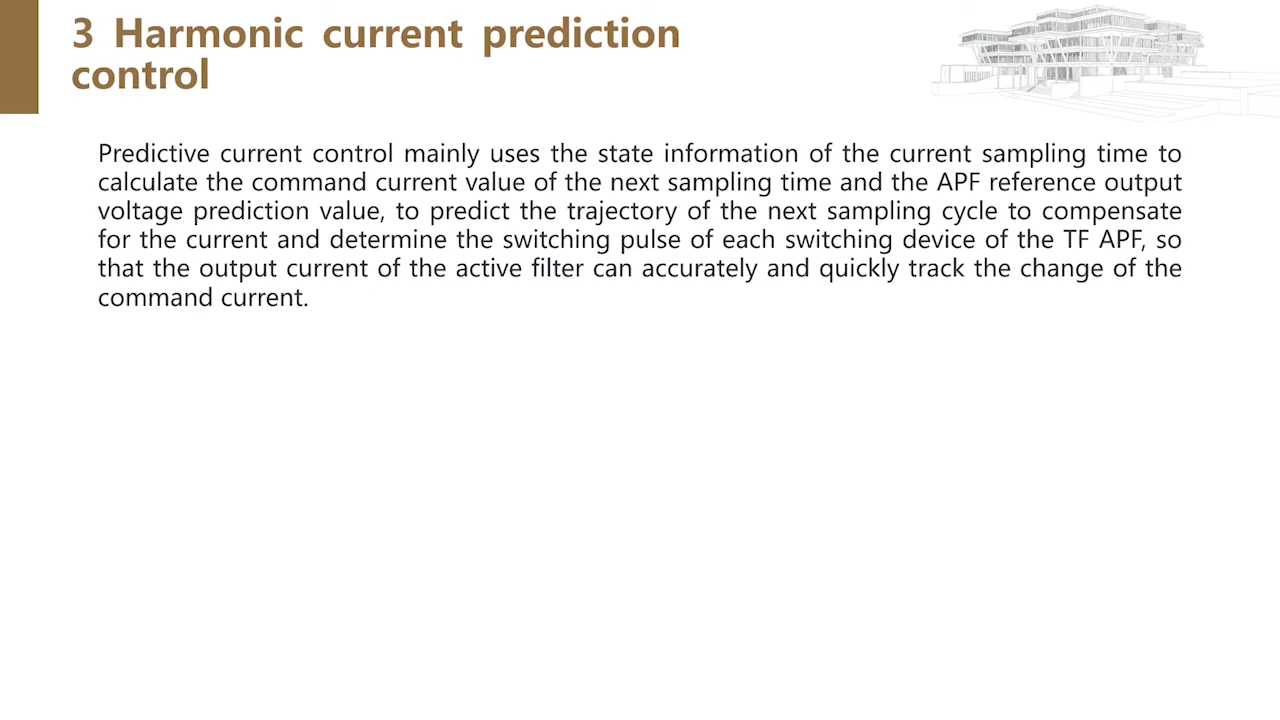 3 Harmonic current prediction
control
Predictive current control mainly uses the state information of the current sampling time to
calculate the command current value of the next sampling time and the APF reference output
voltage prediction value, to predict the trajectory of the next sampling cycle to compensate
for the current and determine the switching pulse of each switching device of the TF APF, so
that the output current of the active filter can accurately and quickly track the change of the
command current.